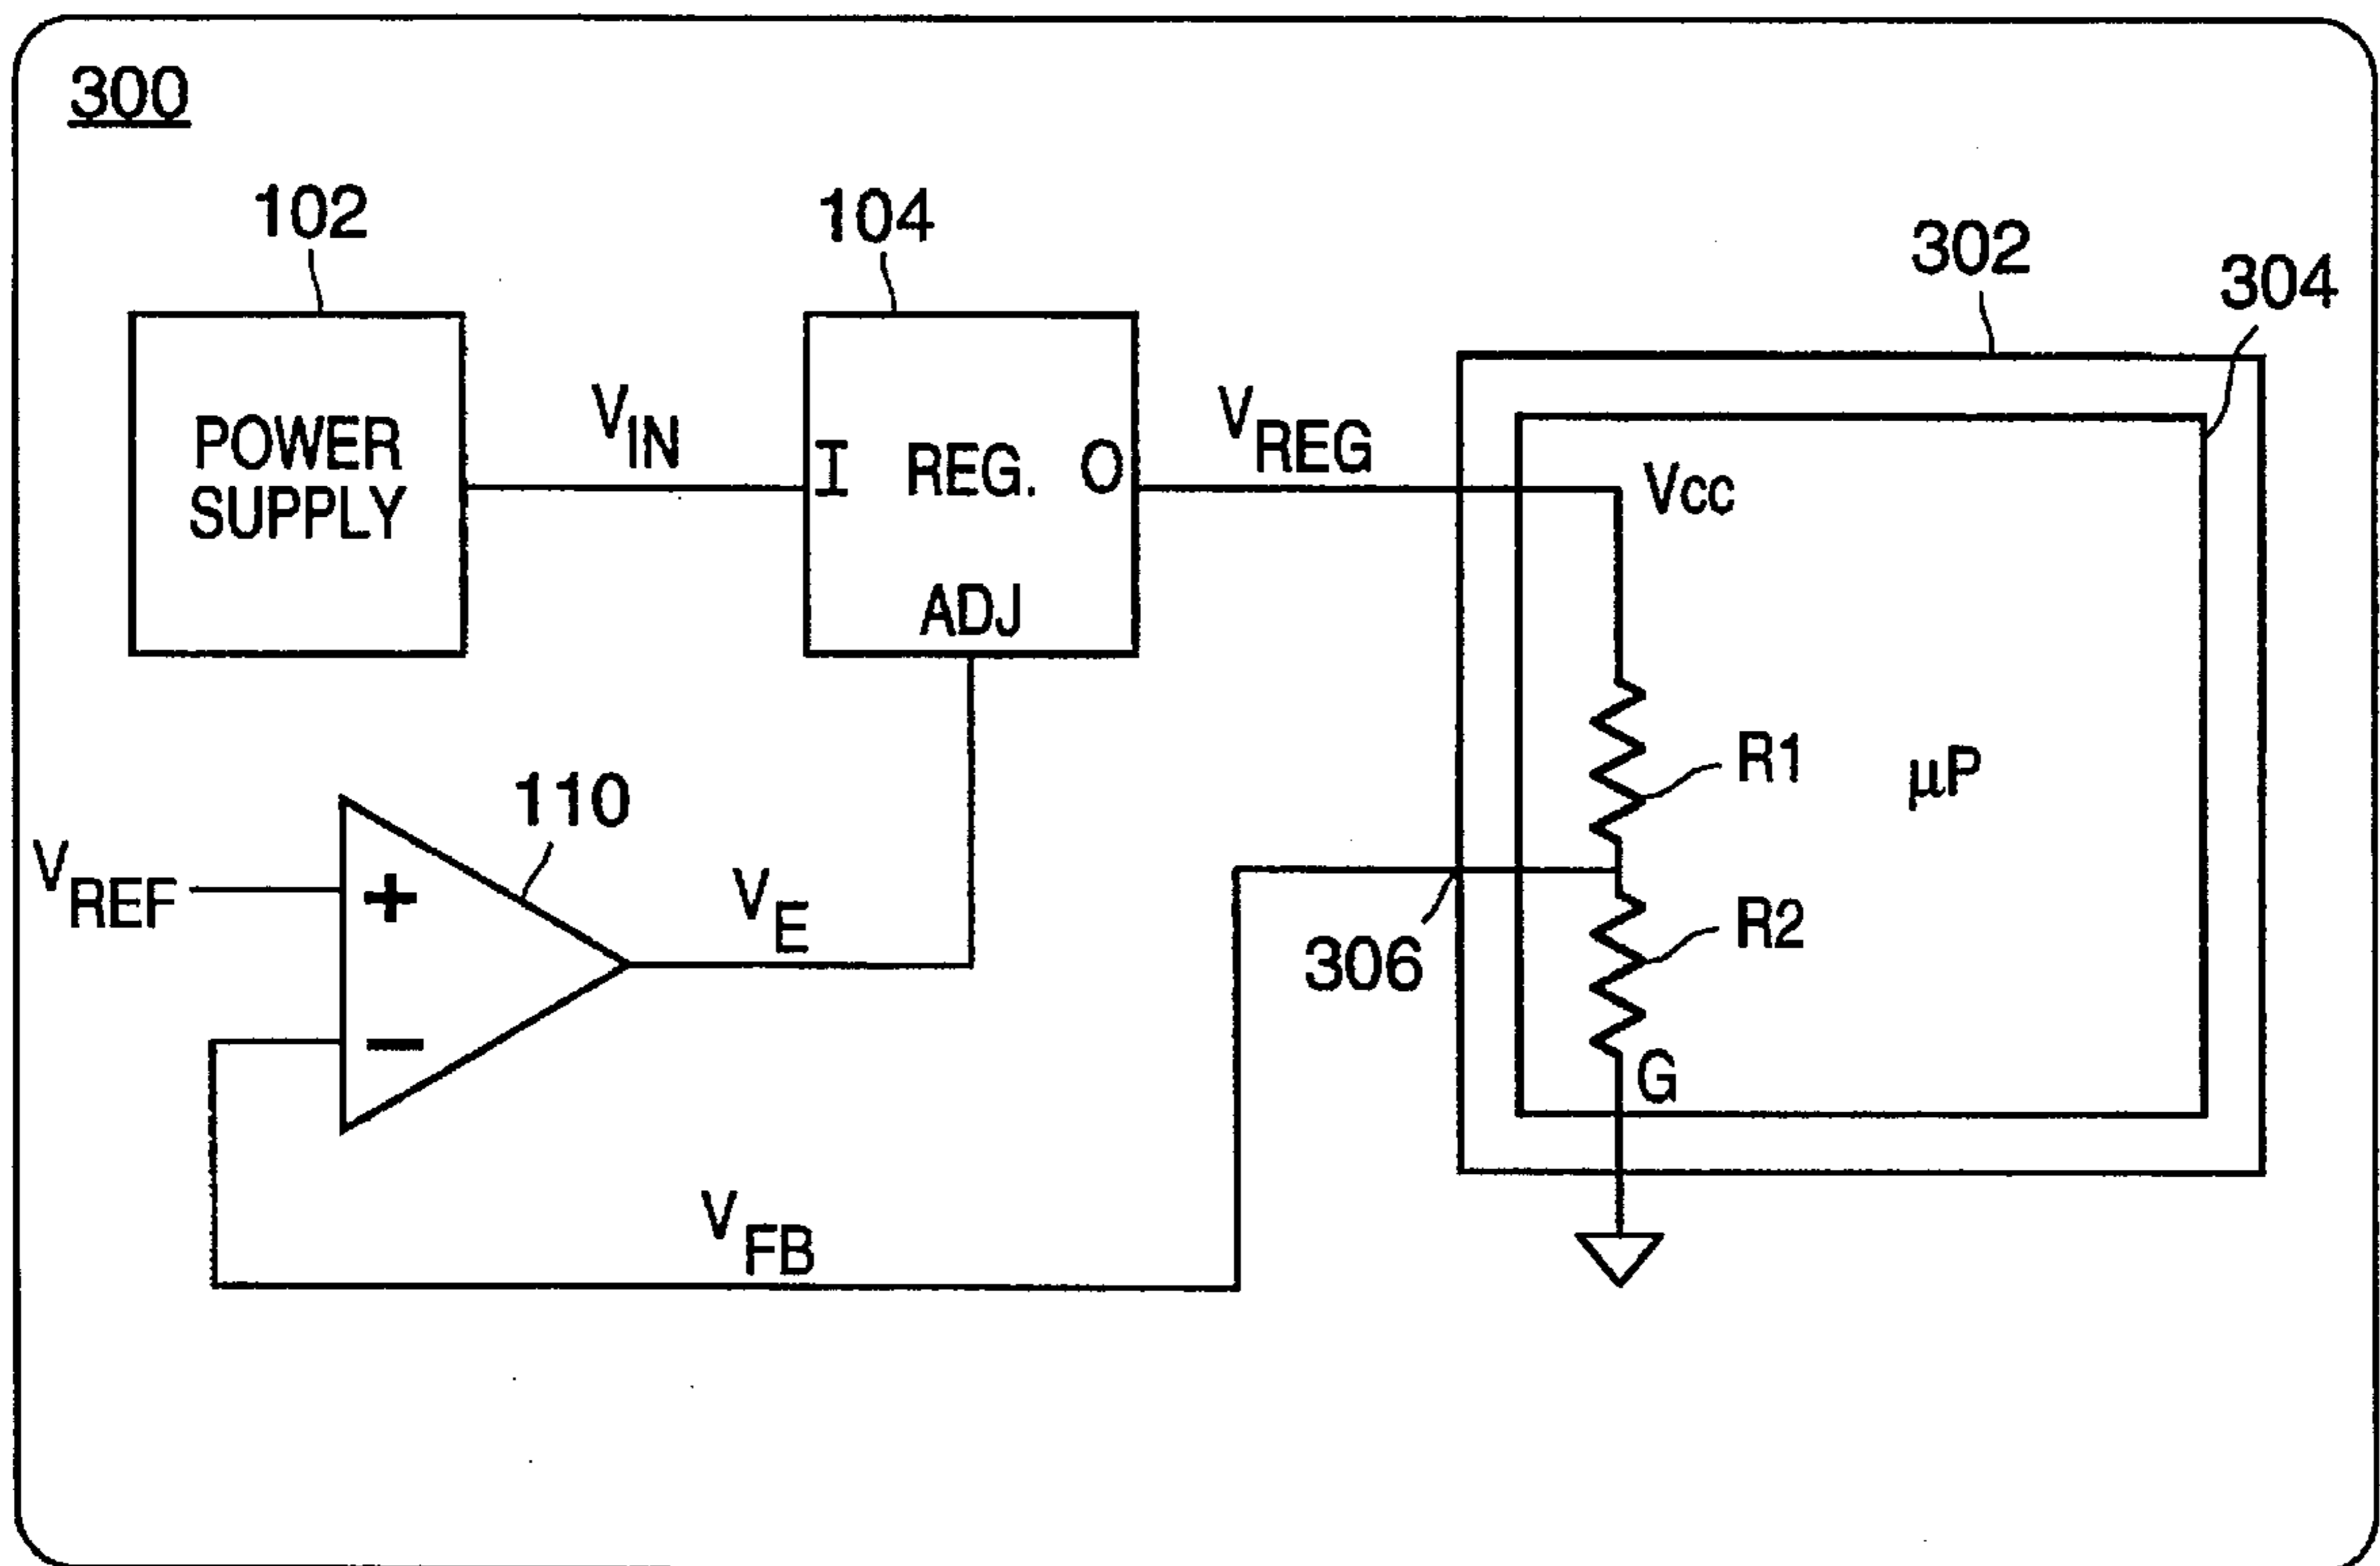 300
102
104
302
304
POWER
SUPPLY
VIN
I REG. O
ADJ
VREG
Vcc
R1
µP
110
VREF
+
VE
306
R2
−
G
VFB